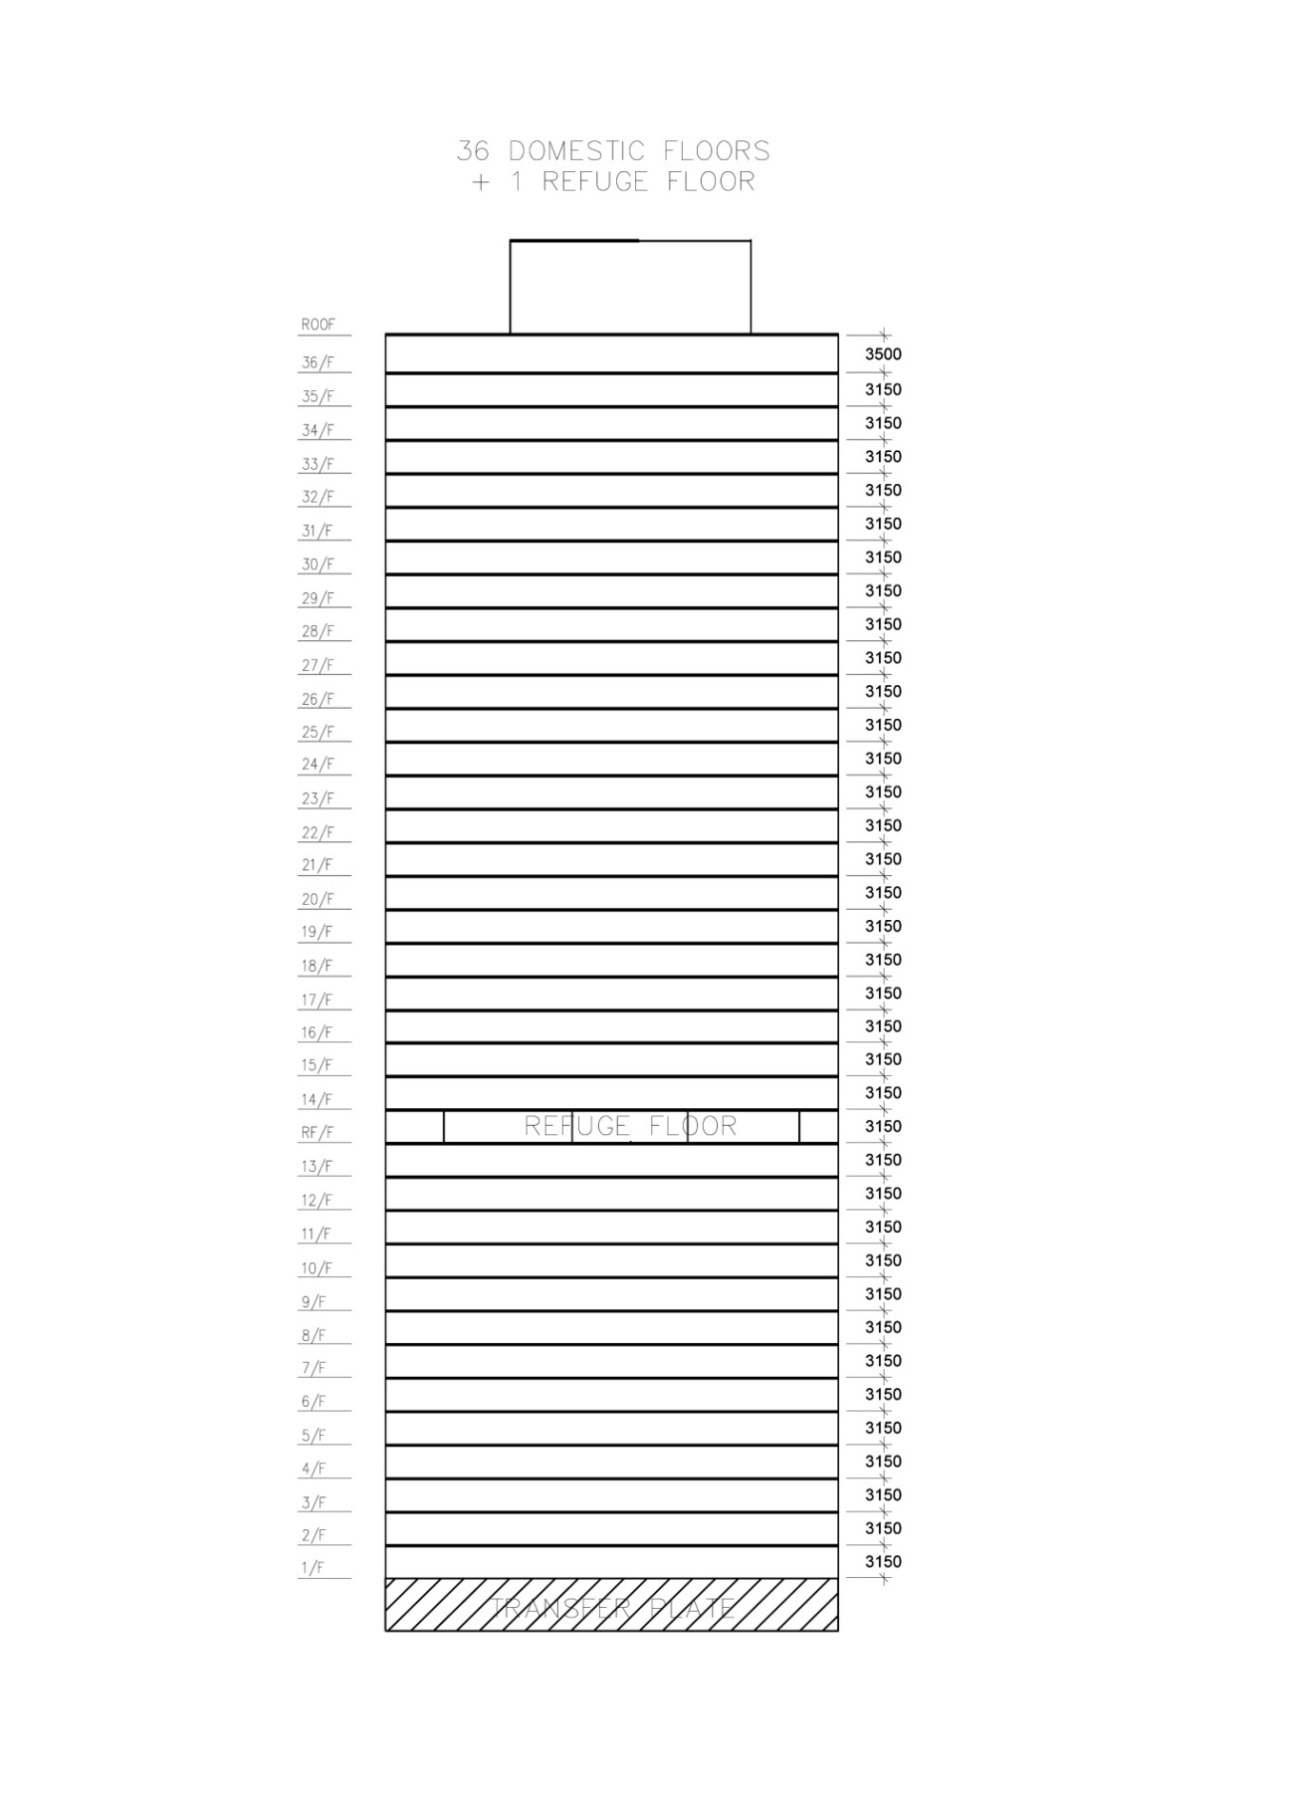 36 DOMESTIC FLOORS
+ 1 REFUGE FLOOR
ROOF
3500
36/F
3150
35/F
3150
34/F
3150
33/F
3150
32/F
3150
31/F
3150
30/F
3150
29/F
3150
28/F
3150
27/F
3150
26/F
3150
25/F
3150
24/F
3150
23/F
3150
22/F
3150
21/F
3150
20/F
3150
19/F
3150
18/F
3150
17/F
3150
16/F
3150
15/F
3150
14/F
REFUGE FLOOR
3150
RF/F
3150
13/F
3150
12/F
3150
11/F
3150
10/F
3150
9/F
3150
8/F
3150
7/F
3150
6/F
3150
5/F
3150
4/F
3150
3/F
3150
2/F
3150
1/F
TRANSFER PLATE